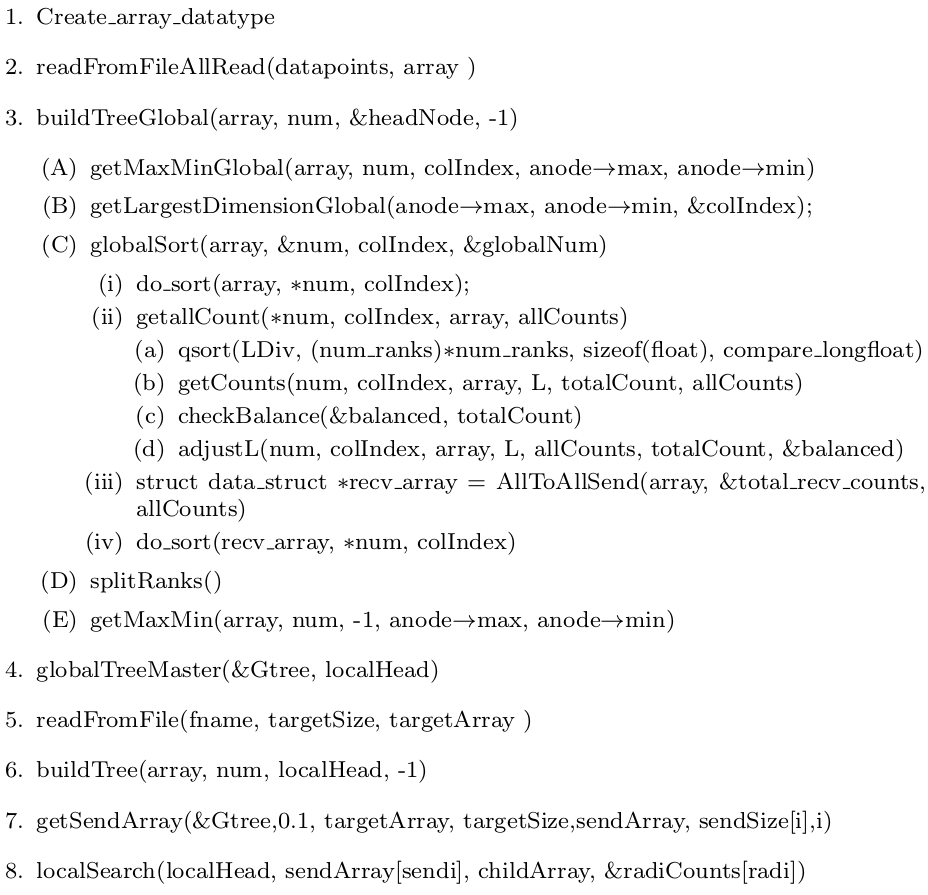 1. Create_array_datatype
2. readFromFileAllRead(datapoints, array )
3. buildTreeGlobal(array, num, &headNode, -1)
(A) getMaxMinGlobal(array, num, colIndex, anode→max, anode→min)
(B) getLargestDimensionGlobal(anode→max, anode→min, &colIndex);
(C) globalSort(array, &num, colIndex, &globalNum)
(i) do_sort(array, *num, colIndex);
(ii) getallCount(*num, colIndex, array, allCounts)
(a) qsort(LDiv, (num_ranks)*num_ranks, sizeof(float), compare_longfloat)
(b) getCounts(num, colIndex, array, L, totalCount, allCounts)
(c) checkBalance(&balanced, totalCount)
(d) adjustL(num, colIndex, array, L, allCounts, totalCount, &balanced)
(iii) struct data_struct *recv_array = AllToAllSend(array, &total_recv_counts,
allCounts)
(iv) do_sort(recv_array, *num, colIndex)
(D) splitRanks()
(E) getMaxMin(array, num, -1, anode→max, anode→min)
4. globalTreeMaster(&Gtree, localHead)
5. readFromFile(fname, targetSize, targetArray )
6. buildTree(array, num, localHead, -1)
7. getSendArray(&Gtree,0.1, targetArray, targetSize,sendArray, sendSize[i],i)
8. localSearch(localHead, sendArray[sendi], childArray, &radiCounts[radi])